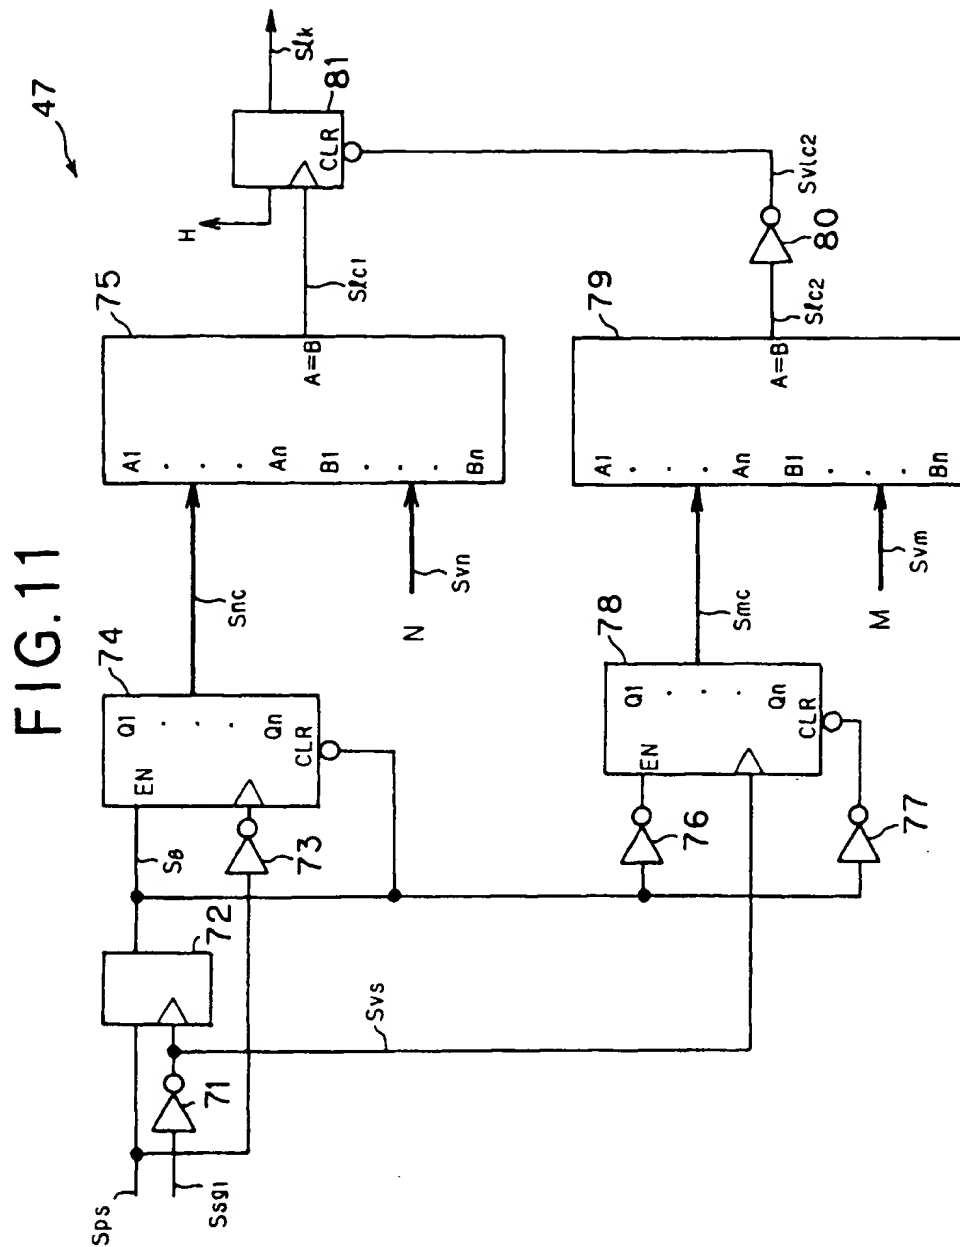 FIG.11
47
Sps
Ssg1
71
72
Svs
73
Sθ
74
EN
Q1
Qn
CLR
Snc
N
Svn
75
A1
An
B1
Bn
A=B
Slc1
H
81
CLR
Slk
76
77
78
EN
Q1
Qn
CLR
Smc
M
Svm
79
A1
An
B1
Bn
A=B
Slc2
80
Svlc2